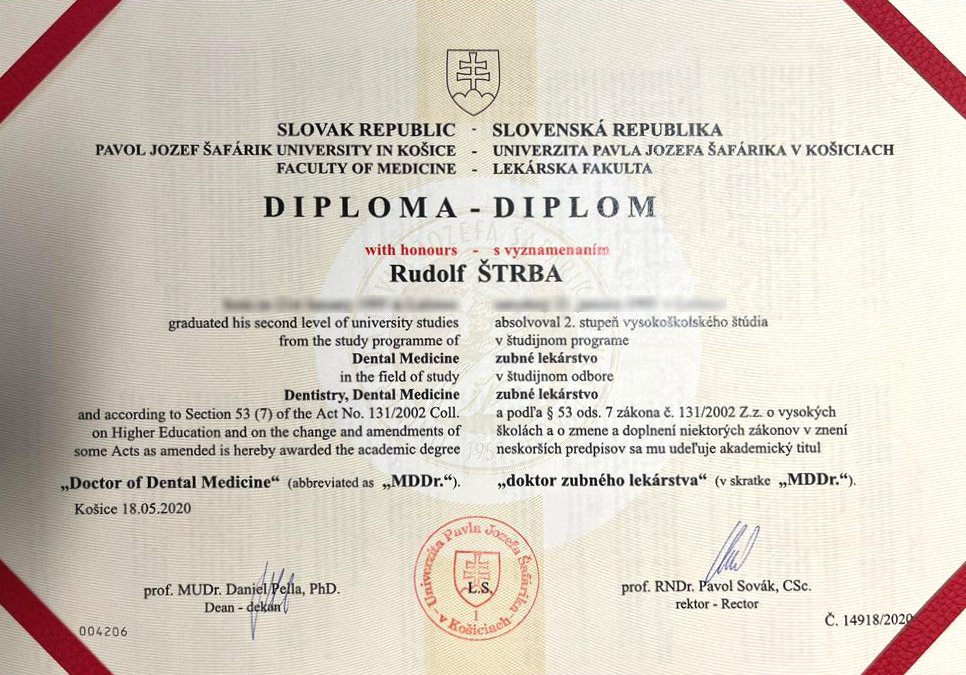 SLOVAK REPUBLIC - SLOVENSKÁ REPUBLIKA
PAVOL JOZEF ŠAFÁRIK UNIVERSITY IN KOŠICE - UNIVERZITA PAVLA JOZEFA ŠAFÁRIKA V KOŠICIACH
FACULTY OF MEDICINE - LEKÁRSKA FAKULTA
DIPLOMA - DIPLOM
with honours - s vyznamenaním
Rudolf ŠTRBA
graduated his second level of university studies
from the study programme of
Dental Medicine
in the field of study
Dentistry, Dental Medicine
and according to Section 53 (7) of the Act No. 131/2002 Coll.
on Higher Education and on the change and amendments of
some Acts as amended is hereby awarded the academic degree
„Doctor of Dental Medicine“ (abbreviated as „MDDr.“).
absolvoval 2. stupeň vysokoškolského štúdia
v študijnom programe
zubné lekárstvo
v študijnom odbore
zubné lekárstvo
a podľa § 53 ods. 7 zákona č. 131/2002 Z.z. o vysokých
školách a o zmene a doplnení niektorých zákonov v znení
neskorších predpisov sa mu udeľuje akademický titul
„doktor zubného lekárstva“ (v skratke „MDDr.“).
Košice 18.05.2020
Univerzita Pavla Jozefa Šafárika
- v Košiciach -
1
L.S.
prof. MUDr. Daniel Pella, PhD.
Dean - dekan
prof. RNDr. Pavol Sovák, CSc.
rektor - Rector
004206
Č. 14918/2020